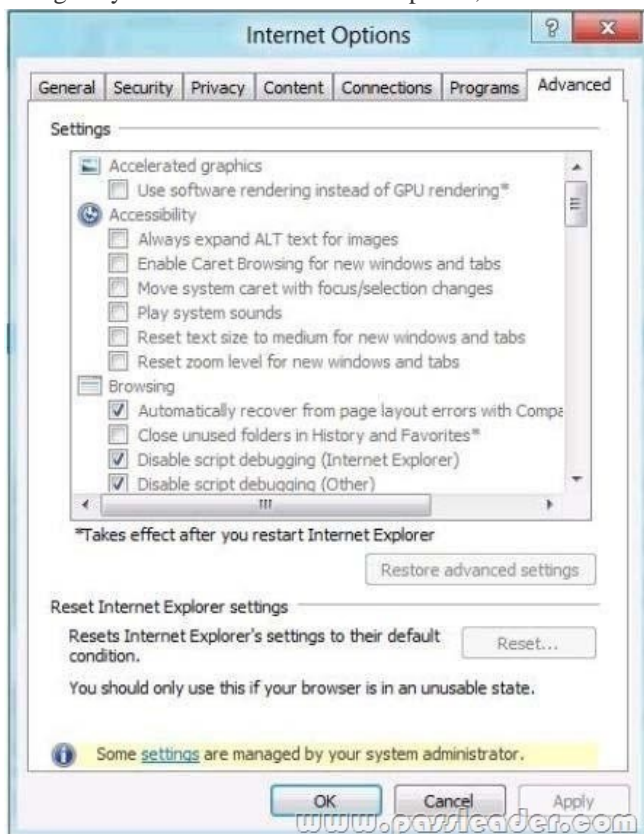 Internet Options
General Security Privacy Content Connections Programs Advanced
Settings
Accelerated graphics
Use software rendering instead of GPU rendering*
Accessibility
Always expand ALT text for images
Enable Caret Browsing for new windows and tabs
Move system caret with focus/selection changes
Play system sounds
Reset text size to medium for new windows and tabs
Reset zoom level for new windows and tabs
Browsing
Automatically recover from page layout errors with Compa
Close unused folders in History and Favorites*
Disable script debugging (Internet Explorer)
Disable script debugging (Other)
*Takes effect after you restart Internet Explorer
Restore advanced settings
Reset Internet Explorer settings
Resets Internet Explorer's settings to their default
condition.
Reset...
You should only use this if your browser is in an unusable state.
Some settings are managed by your system administrator.
OK Cancel Apply
www.passleader.com